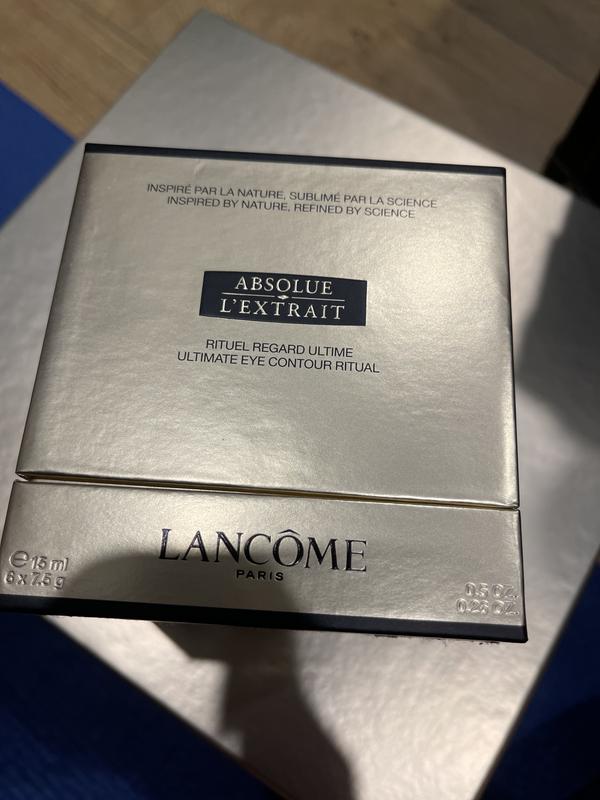 INSPIRÉ PAR LA NATURE, SUBLIMÉ PAR LA SCIENCE
INSPIRED BY NATURE, REFINED BY SCIENCE
ABSOLUE
L'EXTRAIT
RITUEL REGARD ULTIME
ULTIMATE EYE CONTOUR RITUAL
LANCÔME
PARIS
℮ 15 ml
6 x 7.5 g
0.5 OZ.
0.26 OZ.